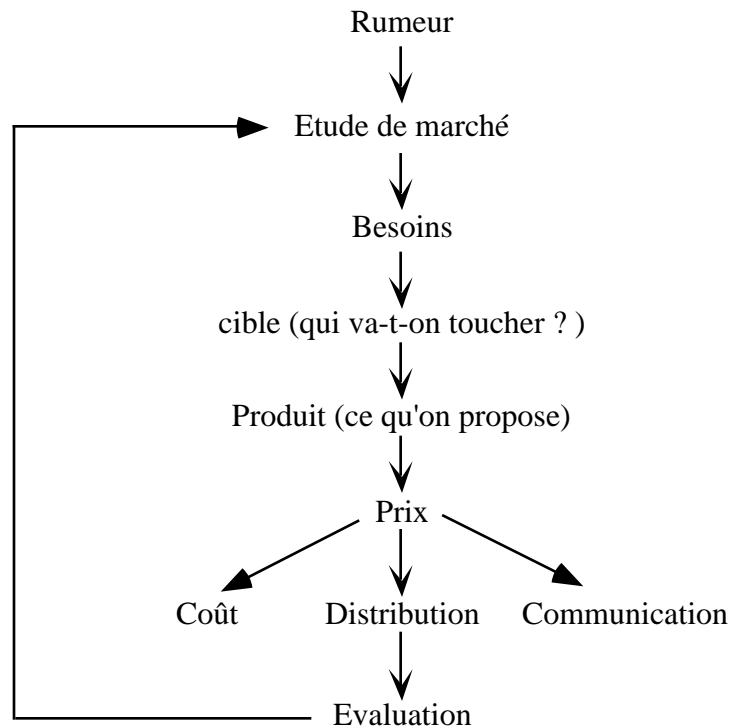 Rumeur
Etude de marché
Besoins
cible (qui va-t-on toucher ? )
Produit (ce qu'on propose)
Prix
Coût Distribution Communication
Evaluation